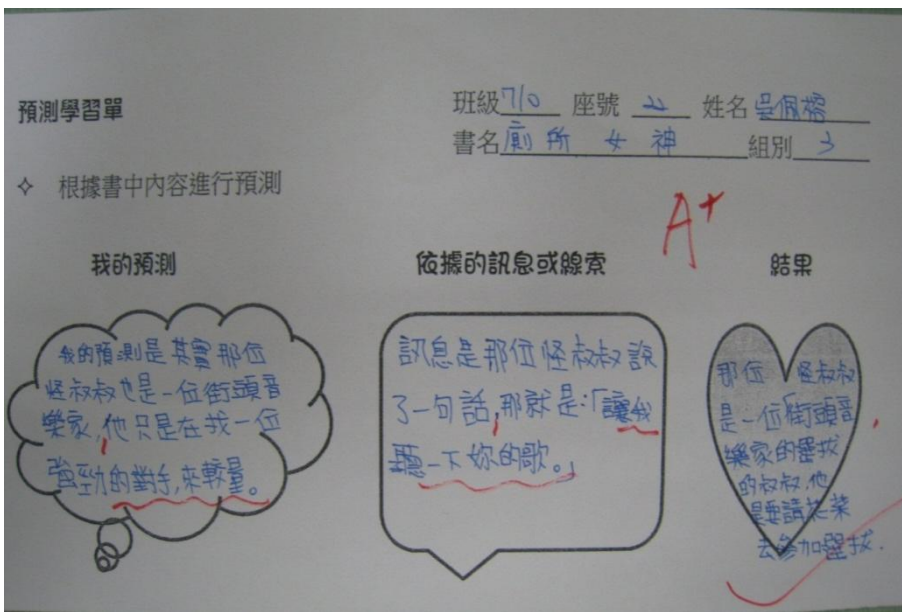 預測學習單
班級 710 座號 22 姓名 吳佩
書名 廁所女神 組別 3
✧ 根據書中內容進行預測
A+
我的預測
我的預測是其實那位
怪叔叔也是一位街頭音
樂家,他只是在找一位
強勁的對手,來較量。
依據的訊息或線索
訊息是那位怪叔叔說
了一句話,那就是:「讓我
聽一下妳的歌。」
結果
那位怪叔叔
是一位「街頭音
樂家的選拔
的叔叔,他
是要請花菜
去參加選拔.